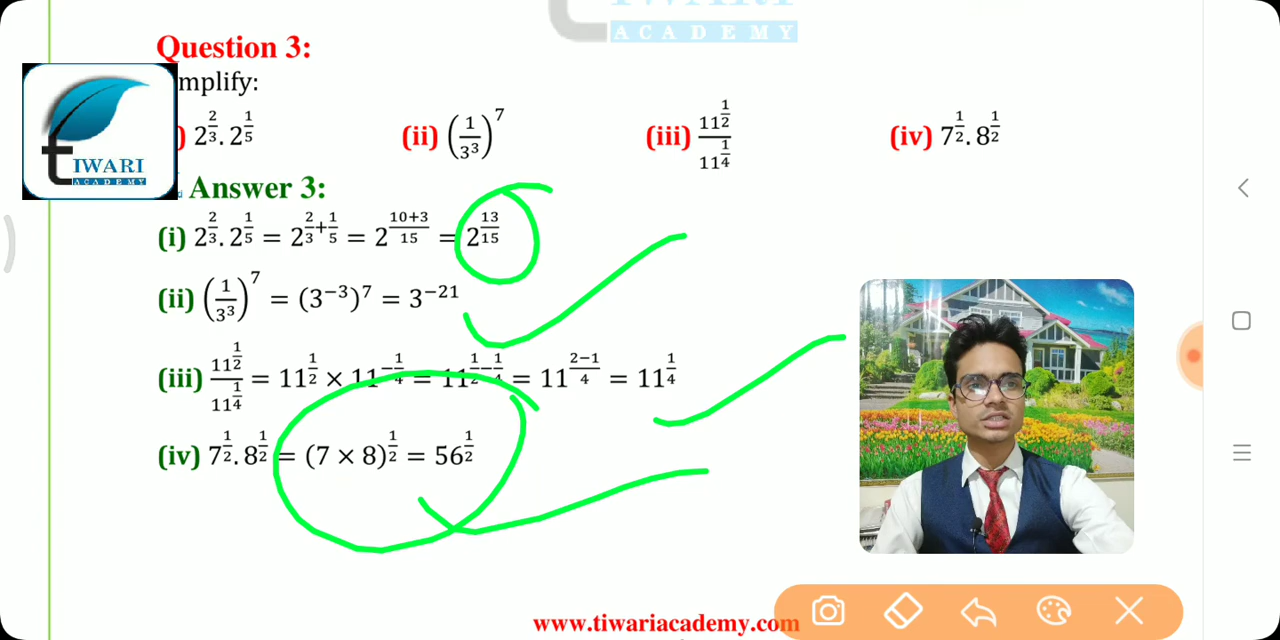 TIWARI
ACADEMY
Question 3:
TIWARI
ACADEMY
mplify:
) 2^(2/3). 2^(1/5) (ii) (1/3³)^7 (iii) 11^(1/2)/11^(1/4) (iv) 7^(1/2). 8^(1/2)
Answer 3:
(i) 2^(2/3). 2^(1/5) = 2^(2/3+1/5) = 2^((10+3)/15) = 2^(13/15)
(ii) (1/3³)^7 = (3^(−3))^7 = 3^(−21)
(iii) 11^(1/2)/11^(1/4) = 11^(1/2) × 11^(−1/4) = 11^(1/2−1/4) = 11^((2−1)/4) = 11^(1/4)
(iv) 7^(1/2). 8^(1/2) = (7 × 8)^(1/2) = 56^(1/2)
www.tiwariacademy.com